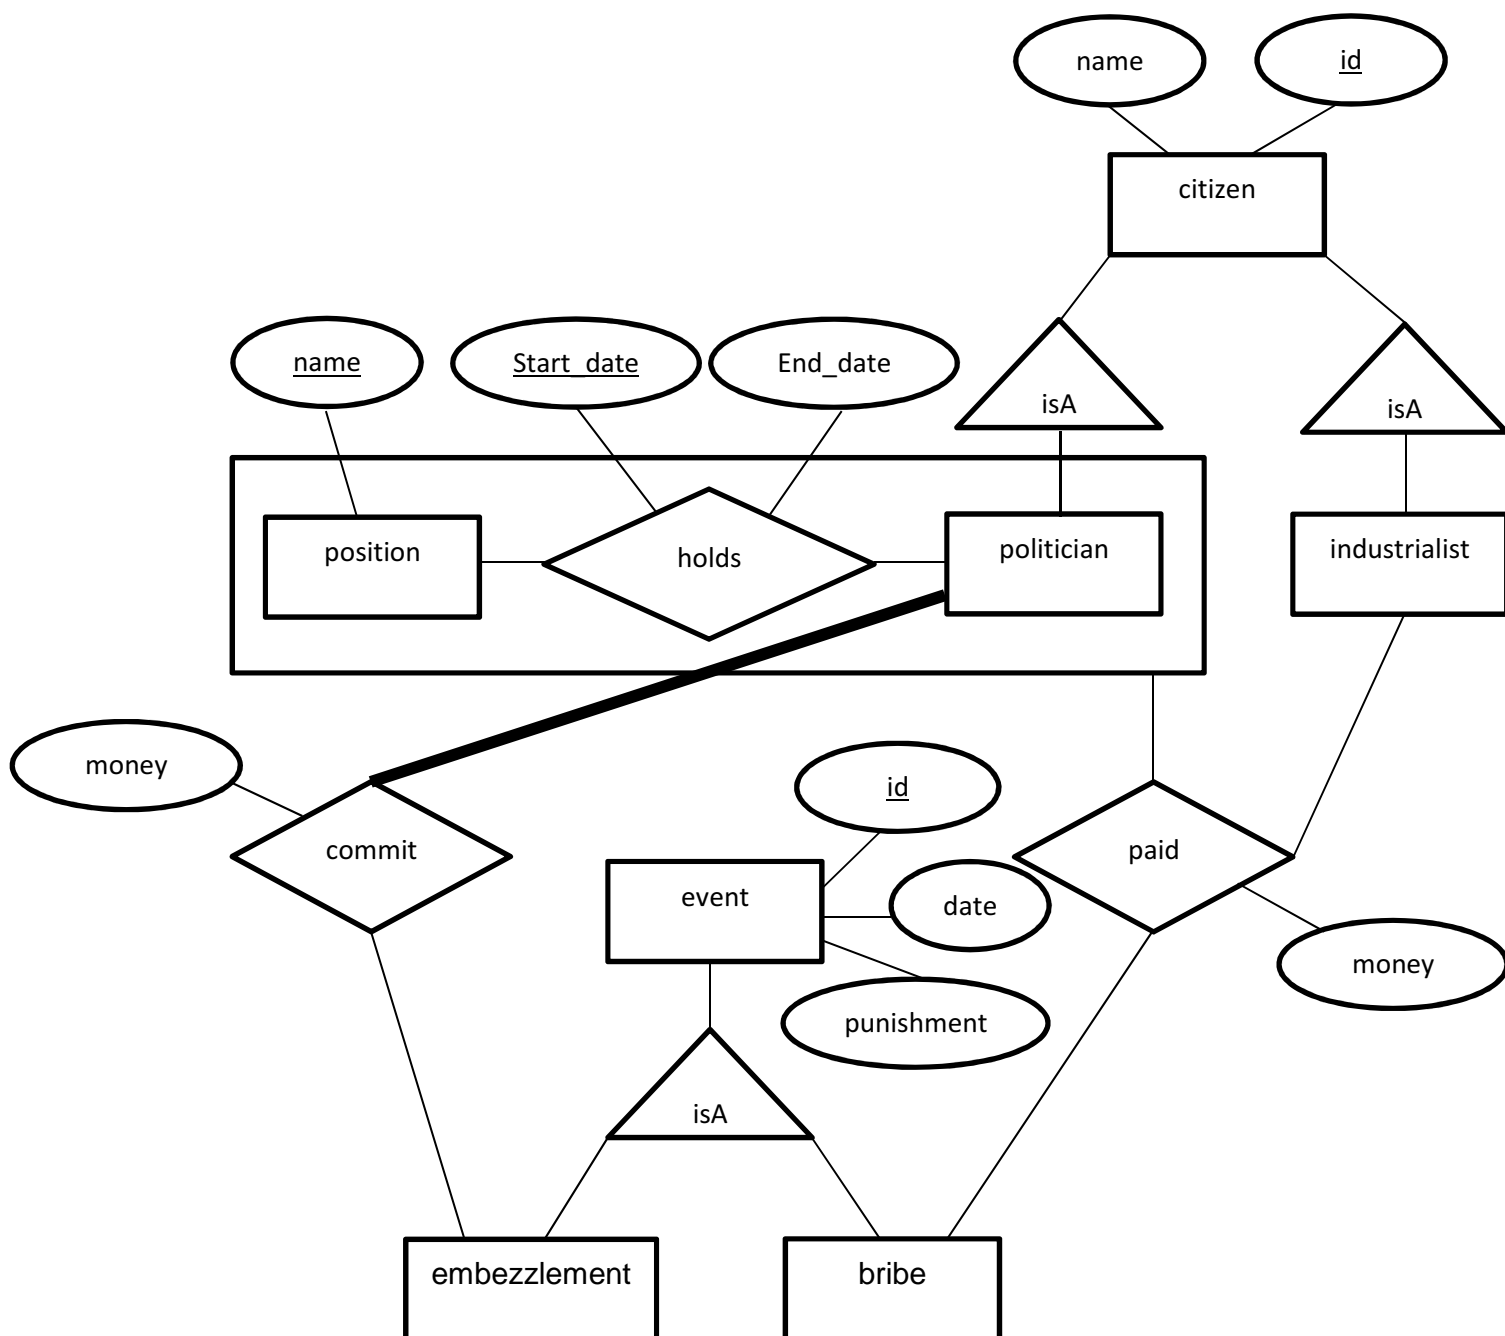 name
id
citizen
name
Start_date
End_date
isA
isA
position
holds
politician
industrialist
money
id
commit
paid
event
date
money
punishment
isA
embezzlement
bribe